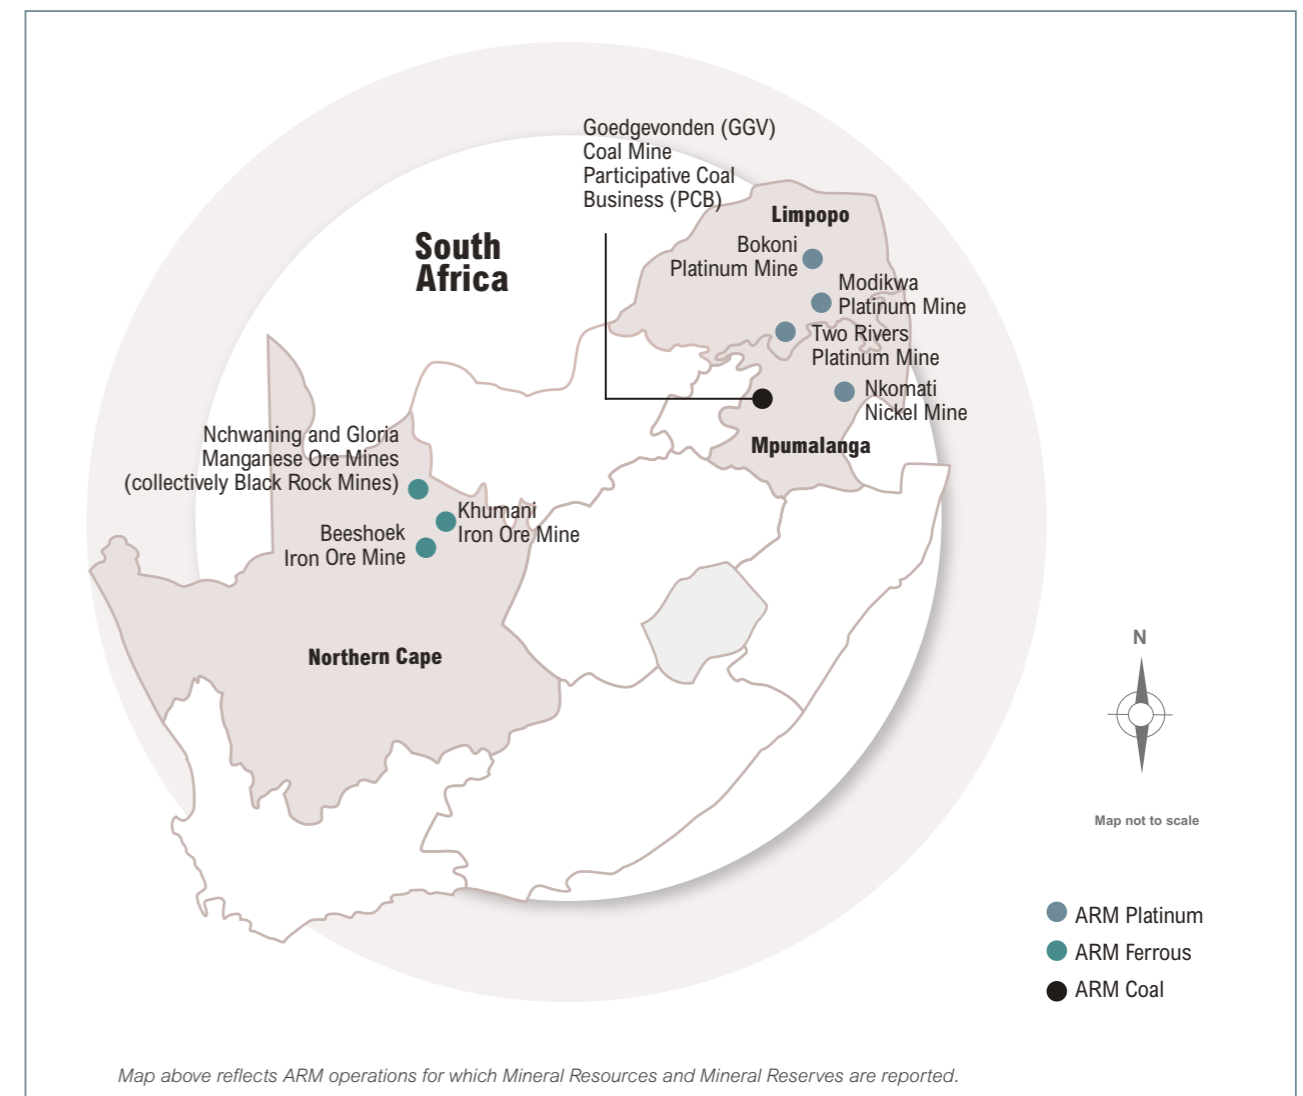 Goedgevonden (GGV)
Coal Mine
Participative Coal
Business (PCB)
Limpopo
South
Africa
Bokoni
Platinum Mine
Modikwa
Platinum Mine
Two Rivers
Platinum Mine
Nkomati
Nickel Mine
Mpumalanga
Nchwaning and Gloria
Manganese Ore Mines
(collectively Black Rock Mines)
Khumani
Iron Ore Mine
Beeshoek
Iron Ore Mine
Northern Cape
N
Map not to scale
ARM Platinum
ARM Ferrous
ARM Coal
Map above reflects ARM operations for which Mineral Resources and Mineral Reserves are reported.